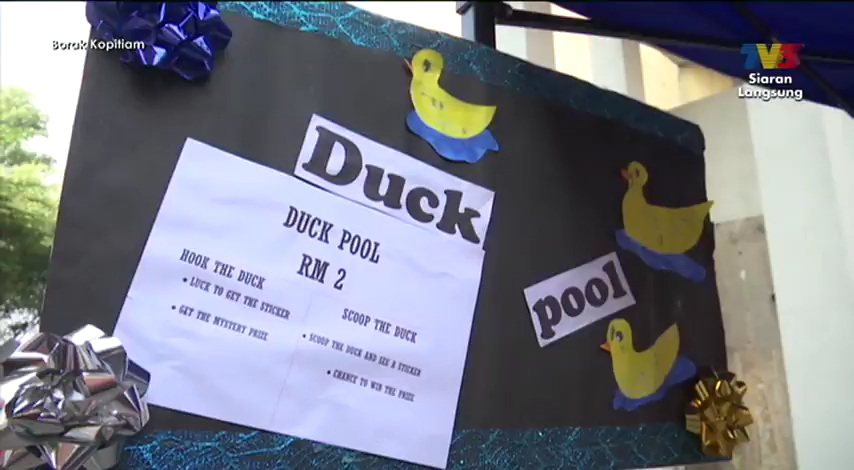 Borak Kopitiam
TV3
Siaran
Langsung
Duck
pool
DUCK POOL
RM 2
HOOK THE DUCK
• LUCK TO GET THE STICKER
• GET THE MYSTERY PRIZE
SCOOP THE DUCK
• SCOOP THE DUCK AND SEE A STICKER
• CHANCE TO WIN THE PRIZE